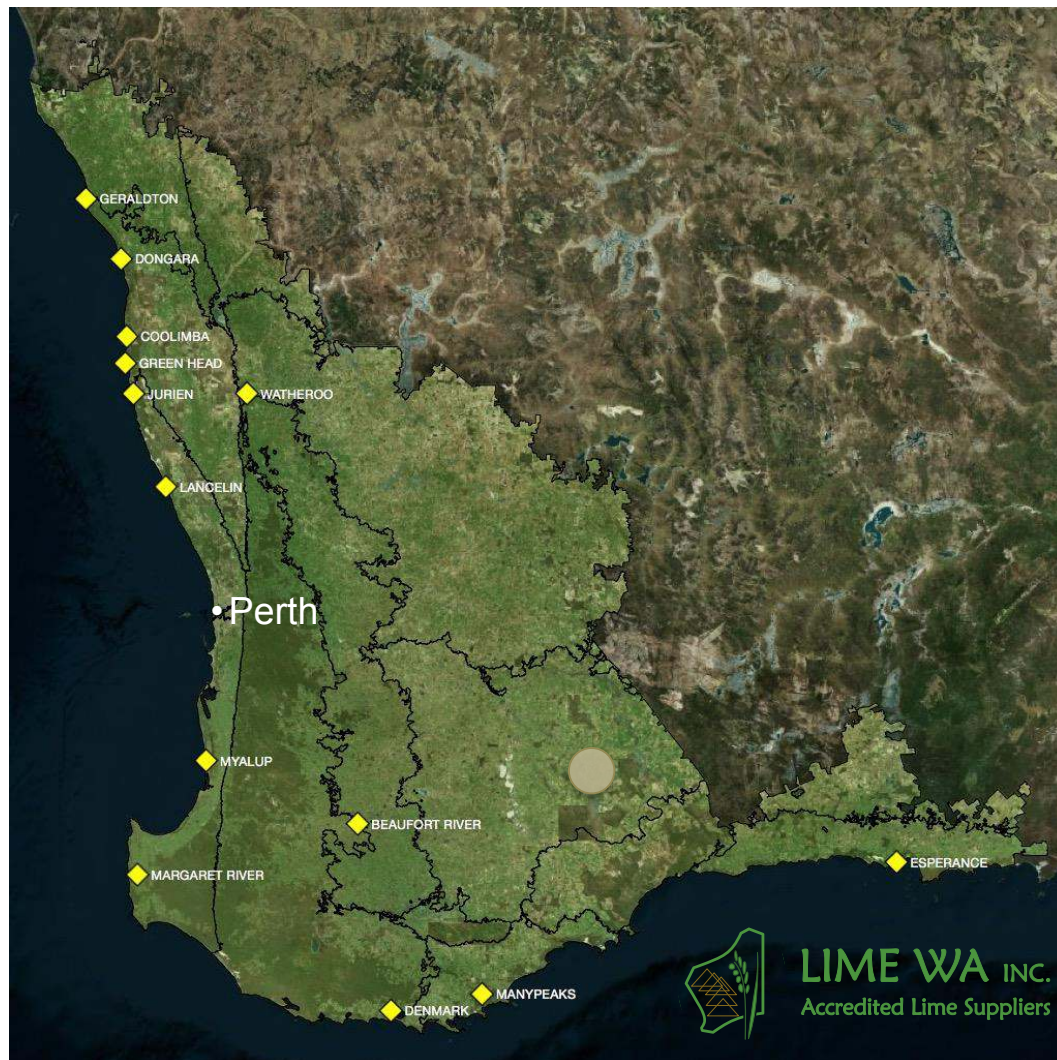 GERALDTON
DONGARA
COOLIMBA
GREEN HEAD
JURIEN
WATHEROO
LANCELIN
Perth
MYALUP
BEAUFORT RIVER
ESPERANCE
MARGARET RIVER
MANYPEAKS
DENMARK
LIME WA INC.
Accredited Lime Suppliers